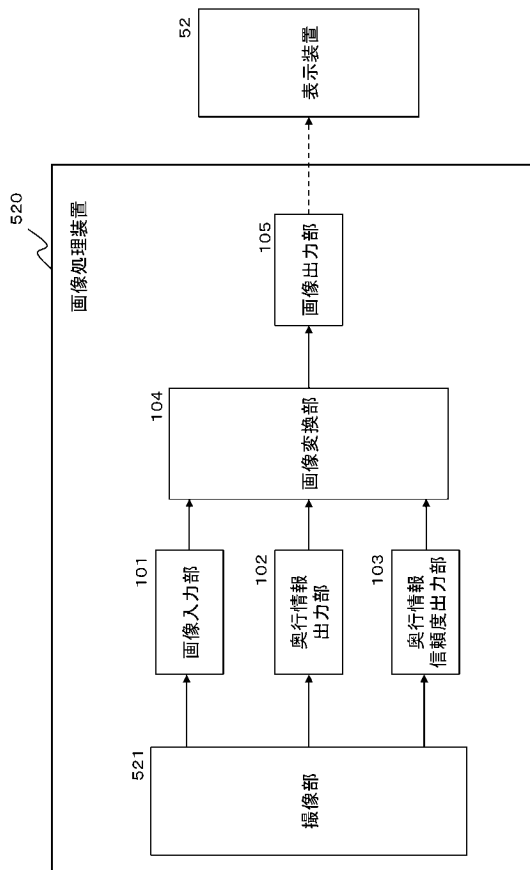 520
画像処理装置
521
撮像部
101
画像入力部
102
奥行情報
出力部
103
奥行情報
信頼度出力部
104
画像変換部
105
画像出力部
52
表示装置